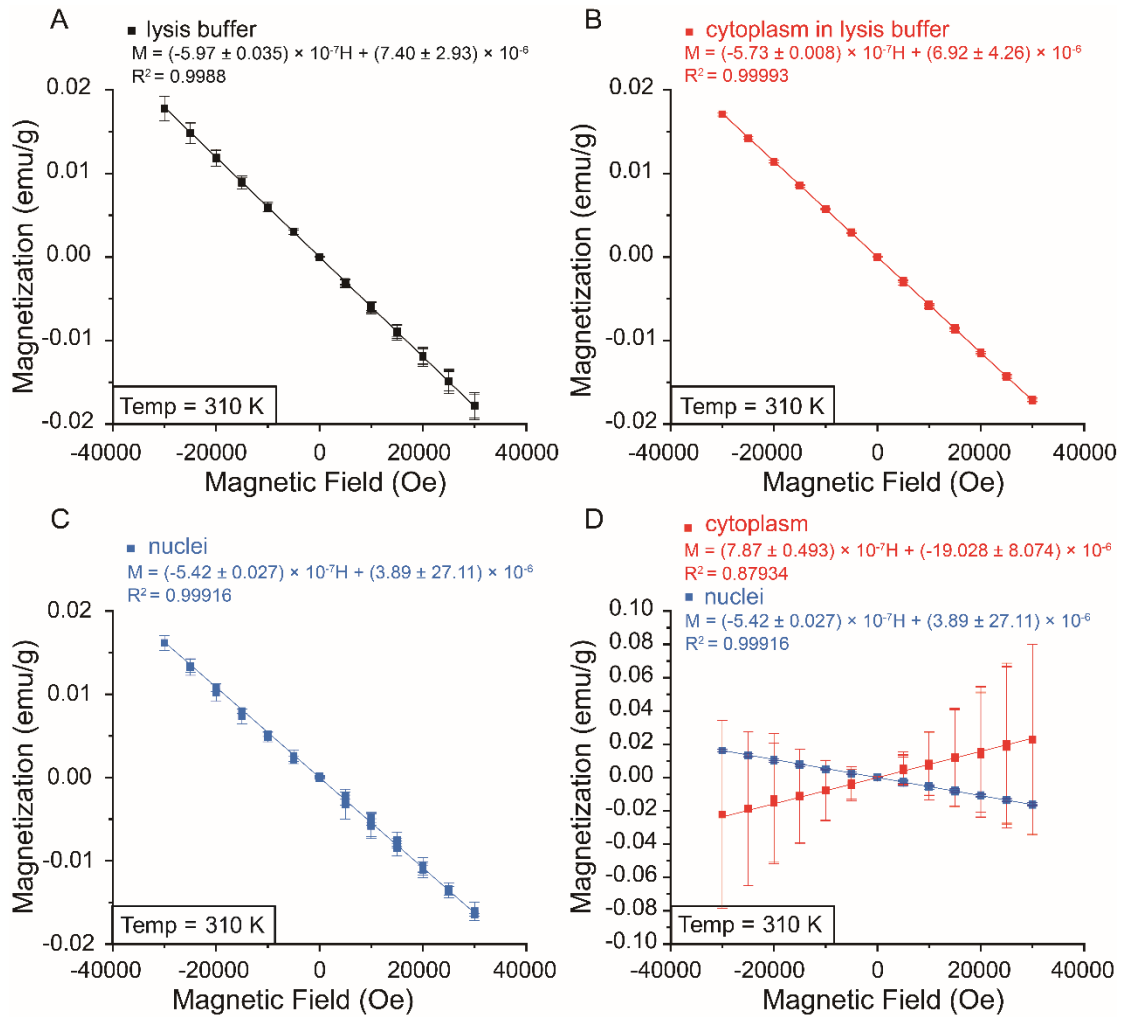 A
lysis buffer
M = (-5.97 ± 0.035) × 10⁻⁷H + (7.40 ± 2.93) × 10⁻⁶
R² = 0.9988
0.02
0.01
0.00
-0.01
-0.02
Magnetization (emu/g)
Temp = 310 K
-40000 -20000 0 20000 40000
Magnetic Field (Oe)
B
cytoplasm in lysis buffer
M = (-5.73 ± 0.008) × 10⁻⁷H + (6.92 ± 4.26) × 10⁻⁶
R² = 0.99993
0.02
0.01
0.00
-0.01
-0.02
Magnetization (emu/g)
Temp = 310 K
-40000 -20000 0 20000 40000
Magnetic Field (Oe)
C
nuclei
M = (-5.42 ± 0.027) × 10⁻⁷H + (3.89 ± 27.11) × 10⁻⁶
R² = 0.99916
0.02
0.01
0.00
-0.01
-0.02
Magnetization (emu/g)
Temp = 310 K
-40000 -20000 0 20000 40000
Magnetic Field (Oe)
D
cytoplasm
M = (7.87 ± 0.493) × 10⁻⁷H + (-19.028 ± 8.074) × 10⁻⁶
R² = 0.87934
nuclei
M = (-5.42 ± 0.027) × 10⁻⁷H + (3.89 ± 27.11) × 10⁻⁶
R² = 0.99916
0.10
0.08
0.06
0.04
0.02
0.00
-0.02
-0.04
-0.06
-0.08
-0.10
Magnetization (emu/g)
Temp = 310 K
-40000 -20000 0 20000 40000
Magnetic Field (Oe)